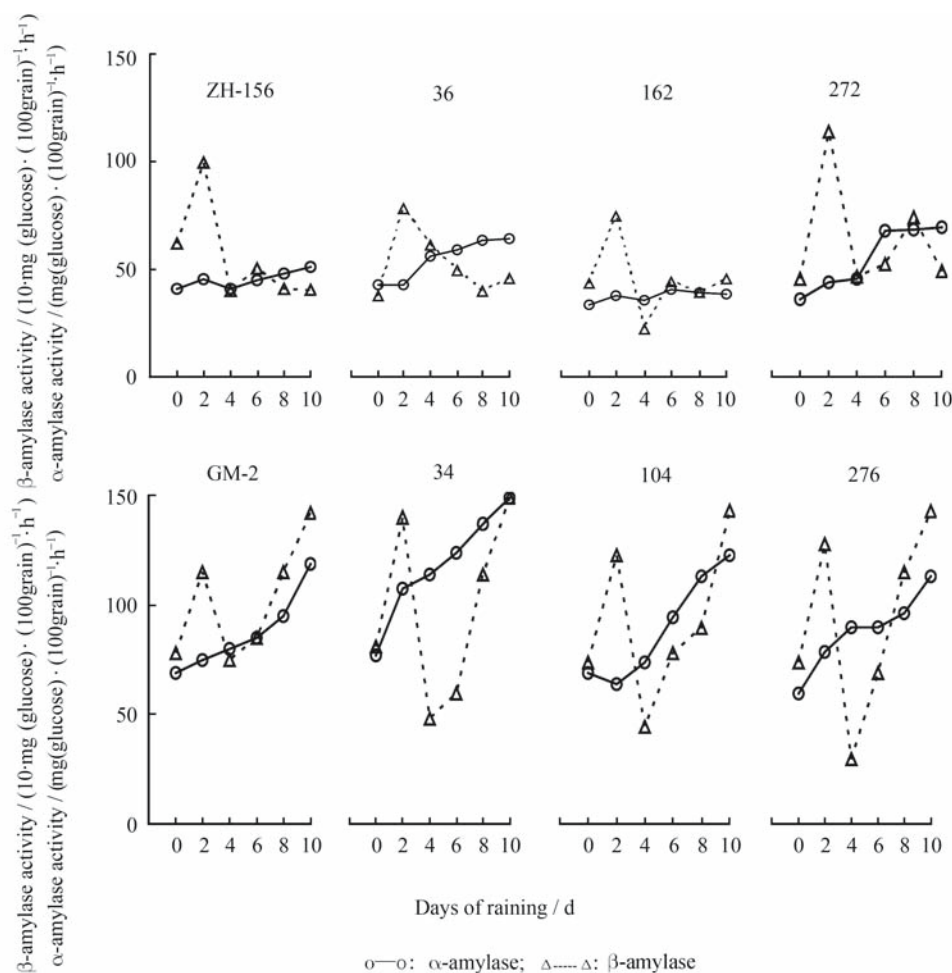 β-amylase activity / (10·mg (glucose) · (100grain)⁻¹·h⁻¹)
α-amylase activity / (mg(glucose) · (100grain)⁻¹·h⁻¹)
150
100
50
0
ZH-156
36
162
272
0 2 4 6 8 10
0 2 4 6 8 10
0 2 4 6 8 10
0 2 4 6 8 10
β-amylase activity / (10·mg (glucose) · (100grain)⁻¹·h⁻¹)
α-amylase activity / (mg(glucose) · (100grain)⁻¹·h⁻¹)
150
100
50
0
GM-2
34
104
276
0 2 4 6 8 10
0 2 4 6 8 10
0 2 4 6 8 10
0 2 4 6 8 10
Days of raining / d
o—o: α-amylase; Δ-----Δ: β-amylase